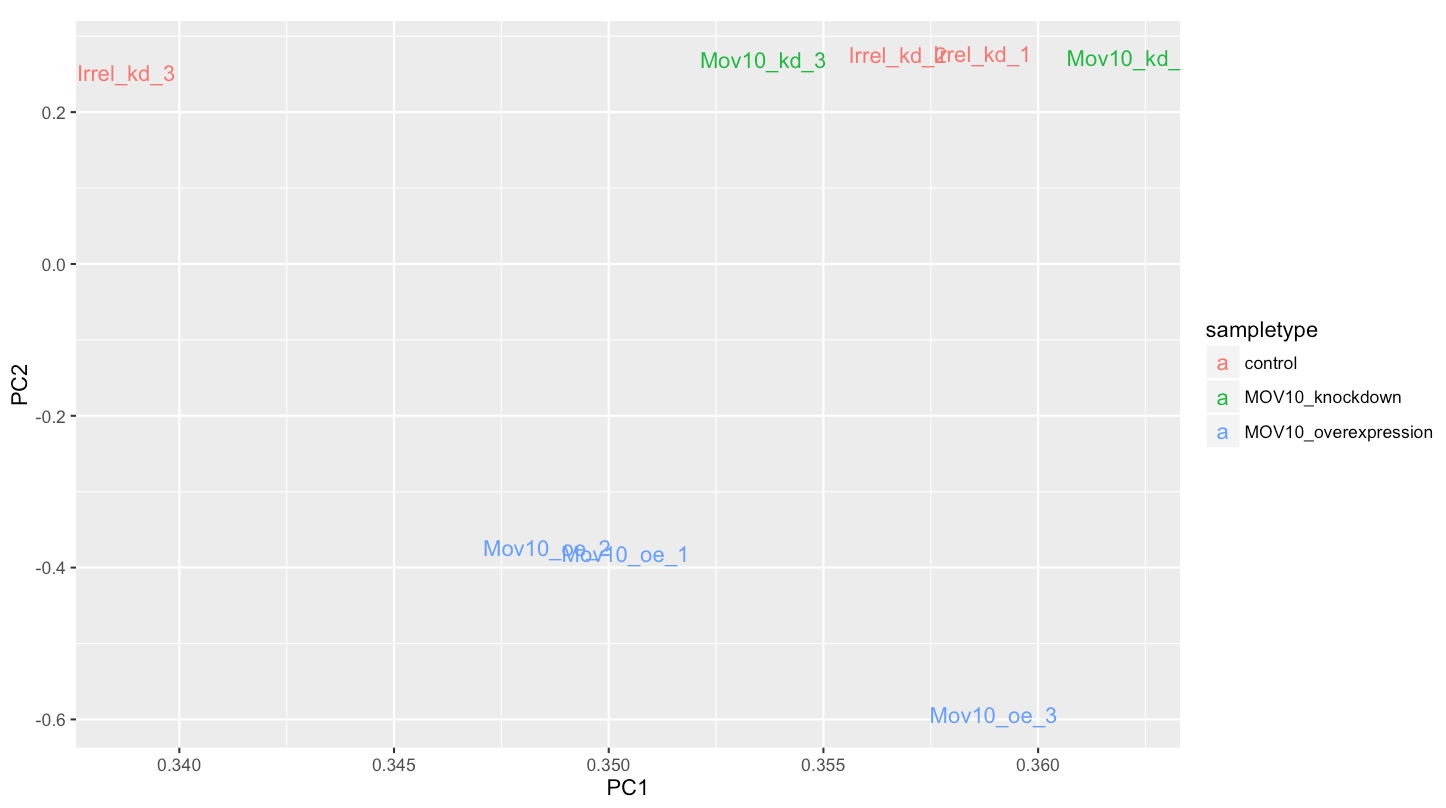 Irrel_kd_3
Mov10_kd_3
Irrel_kd_2
Irrel_kd_1
Mov10_kd_
0.2
0.0
-0.2
-0.4
-0.6
PC2
Mov10_oe_2
Mov10_oe_1
Mov10_oe_3
0.340
0.345
0.350
0.355
0.360
PC1
sampletype
a control
a MOV10_knockdown
a MOV10_overexpression